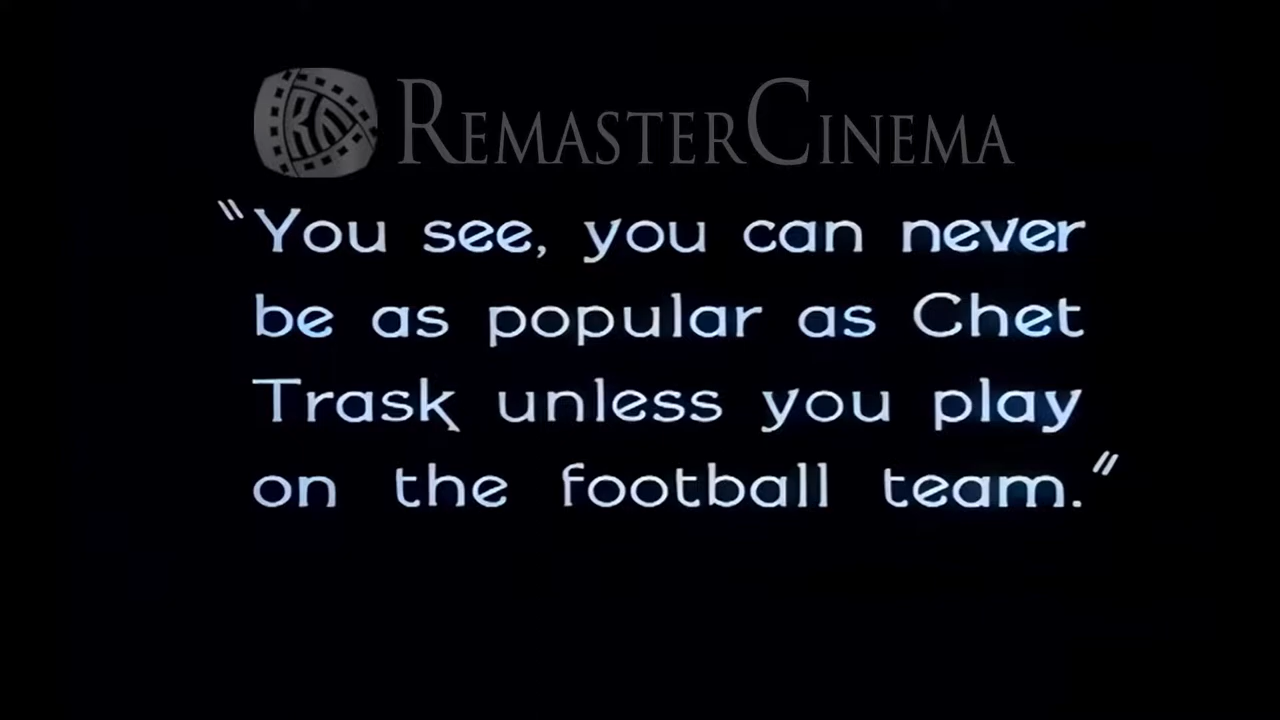 REMASTERCINEMA
“You see, you can never
be as popular as Chet
Trask unless you play
on the football team.”